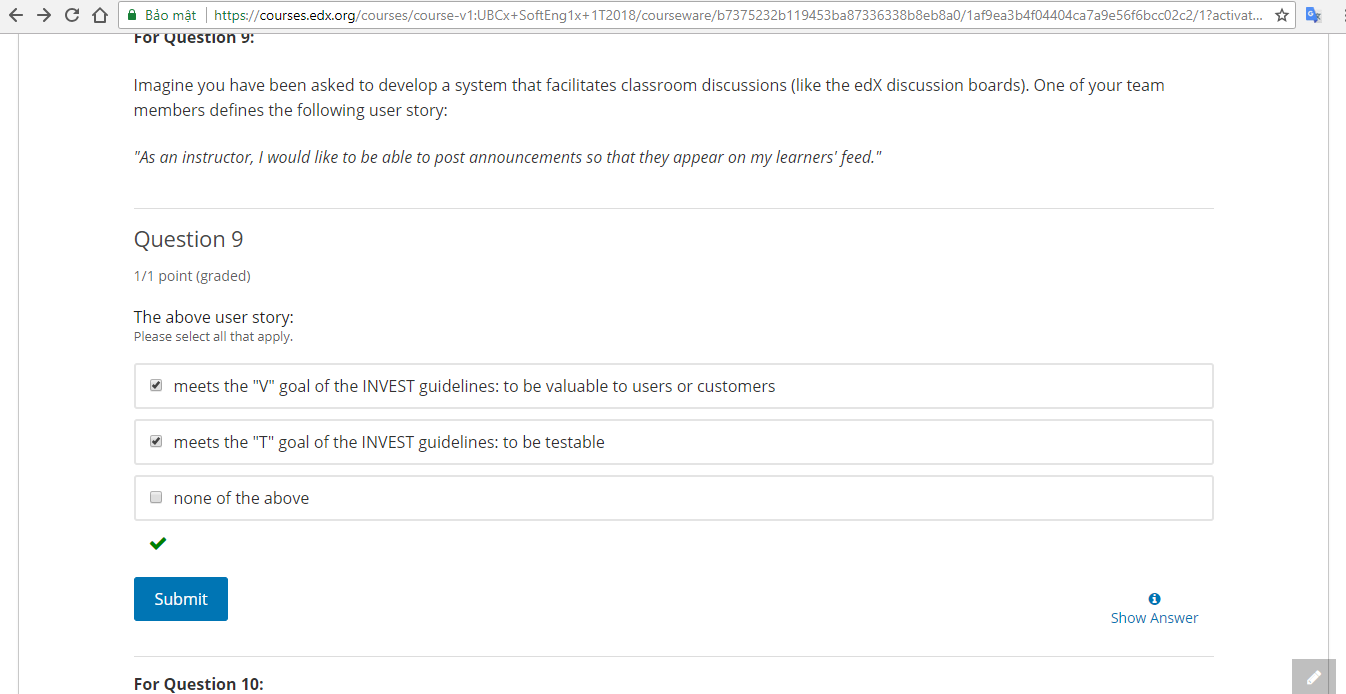 Bảo mật
https://courses.edx.org/courses/course-v1:UBCx+SoftEng1x+1T2018/courseware/b7375232b119453ba87336338b8eb8a0/1af9ea3b4f04404ca7a9e56f6bcc02c2/1?activat...
For Question 9:
Imagine you have been asked to develop a system that facilitates classroom discussions (like the edX discussion boards). One of your team
members defines the following user story:
"As an instructor, I would like to be able to post announcements so that they appear on my learners' feed."
Question 9
1/1 point (graded)
The above user story:
Please select all that apply.
meets the "V" goal of the INVEST guidelines: to be valuable to users or customers
meets the "T" goal of the INVEST guidelines: to be testable
none of the above
Submit
Show Answer
For Question 10: